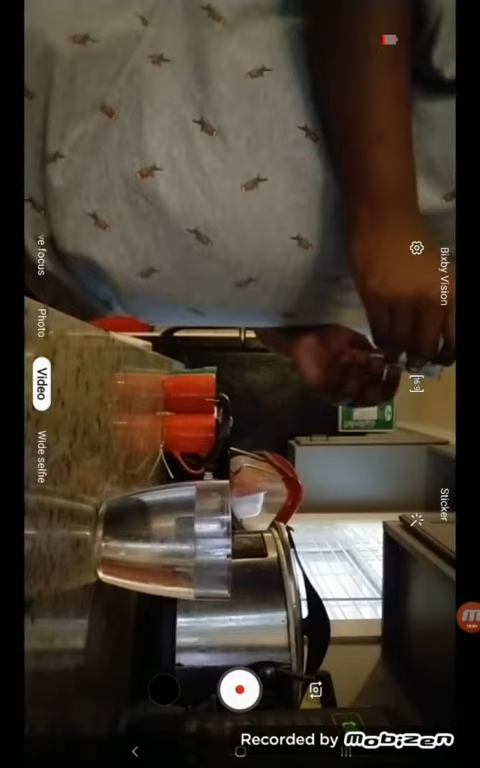 Bixby Vision
Sticker
ve focus
Photo
Video
Wide selfie
Recorded by mobizen